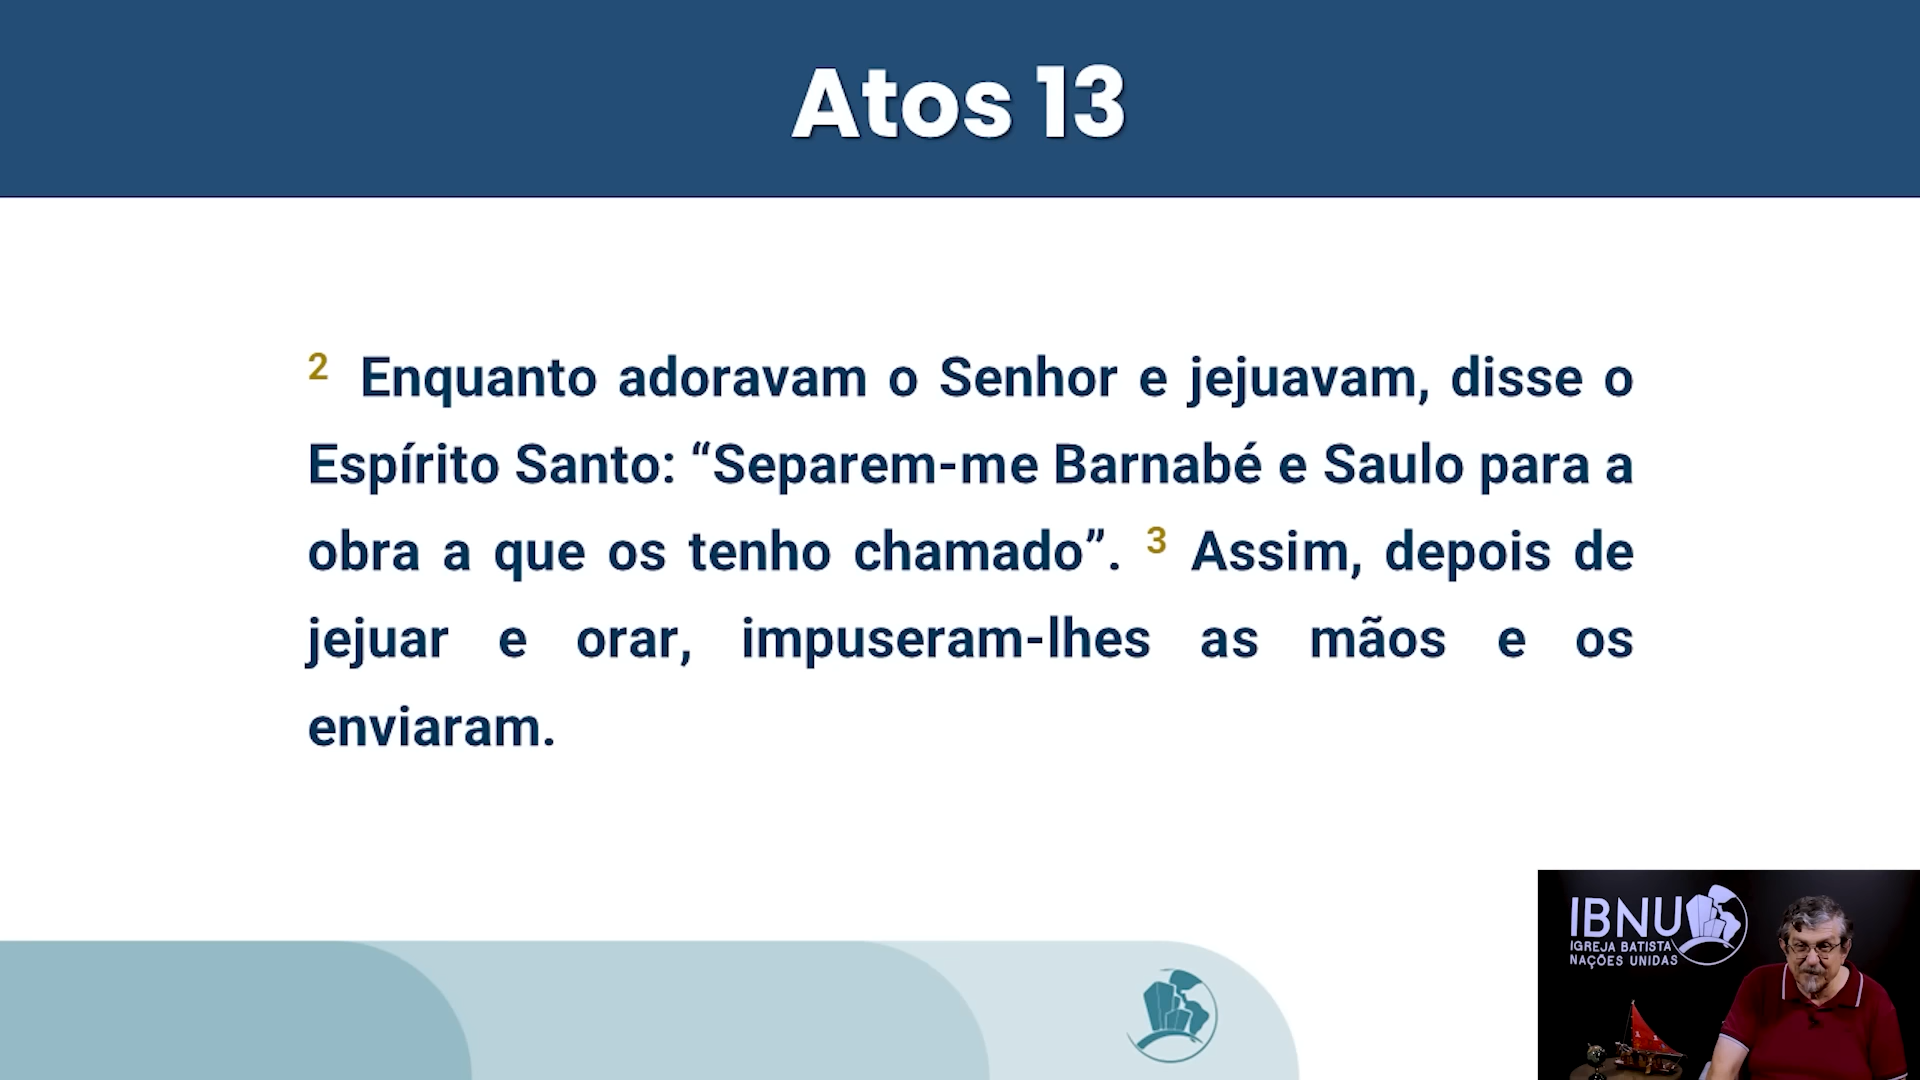 Atos 13
2 Enquanto adoravam o Senhor e jejuavam, disse o
Espírito Santo: “Separem-me Barnabé e Saulo para a
obra a que os tenho chamado”. 3 Assim, depois de
jejuar e orar, impuseram-lhes as mãos e os
enviaram.
IBNU
IGREJA BATISTA
NAÇÕES UNIDAS